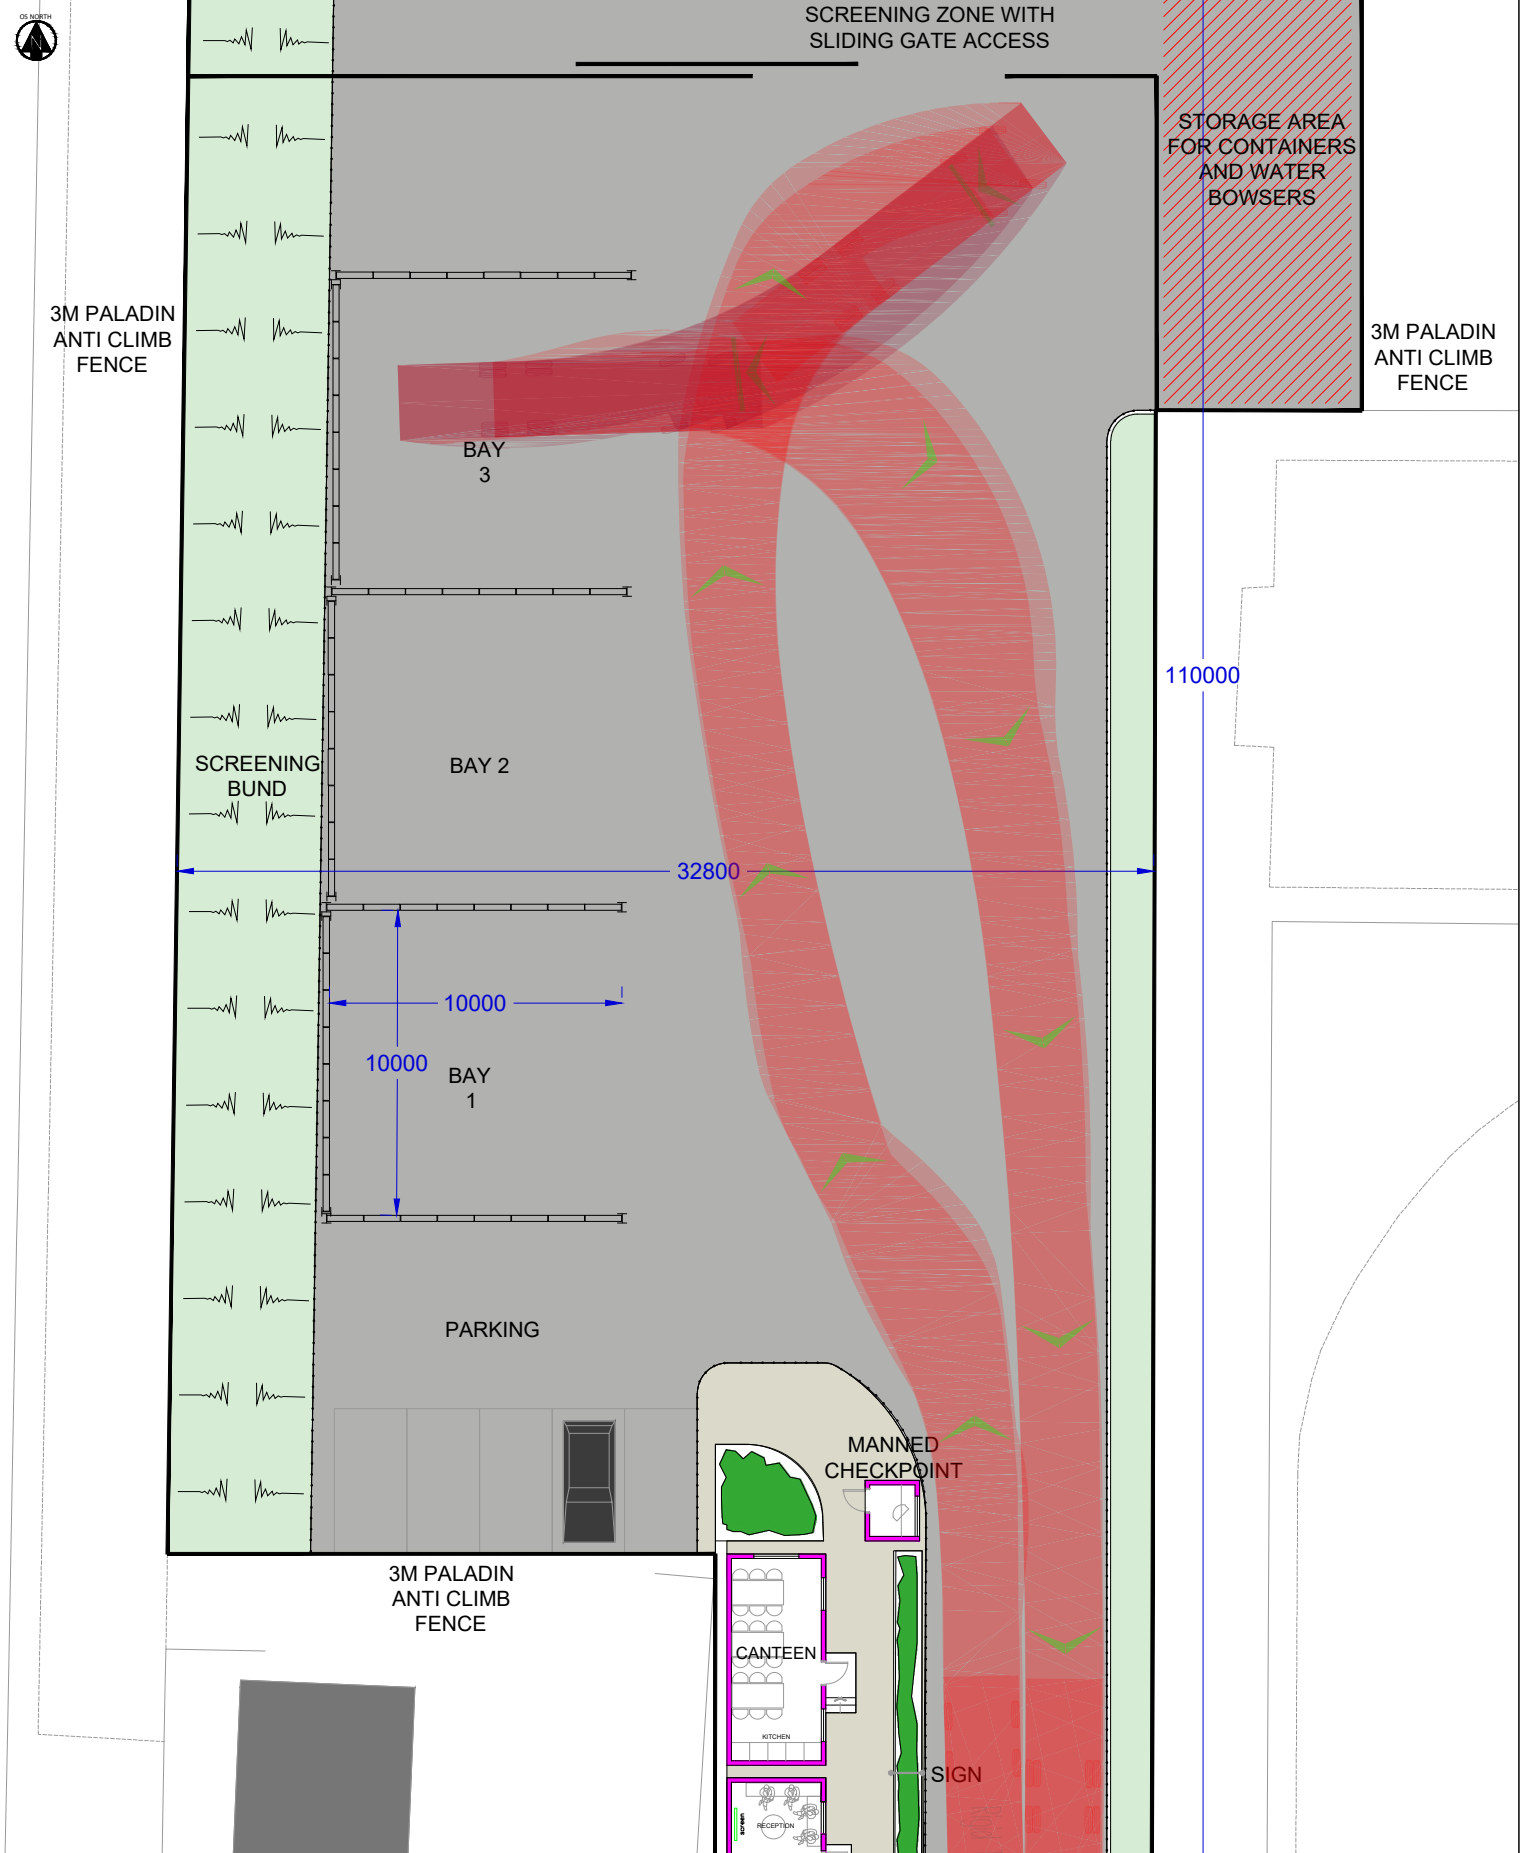 OS NORTH
N
SCREENING ZONE WITH
SLIDING GATE ACCESS
STORAGE AREA
FOR CONTAINERS
AND WATER
BOWSERS
3M PALADIN
ANTI CLIMB
FENCE
3M PALADIN
ANTI CLIMB
FENCE
BAY
3
110000
SCREENING
BUND
BAY 2
32800
10000
10000
BAY
1
PARKING
MANNED
CHECKPOINT
3M PALADIN
ANTI CLIMB
FENCE
CANTEEN
KITCHEN
SIGN
screen
RECEPTION